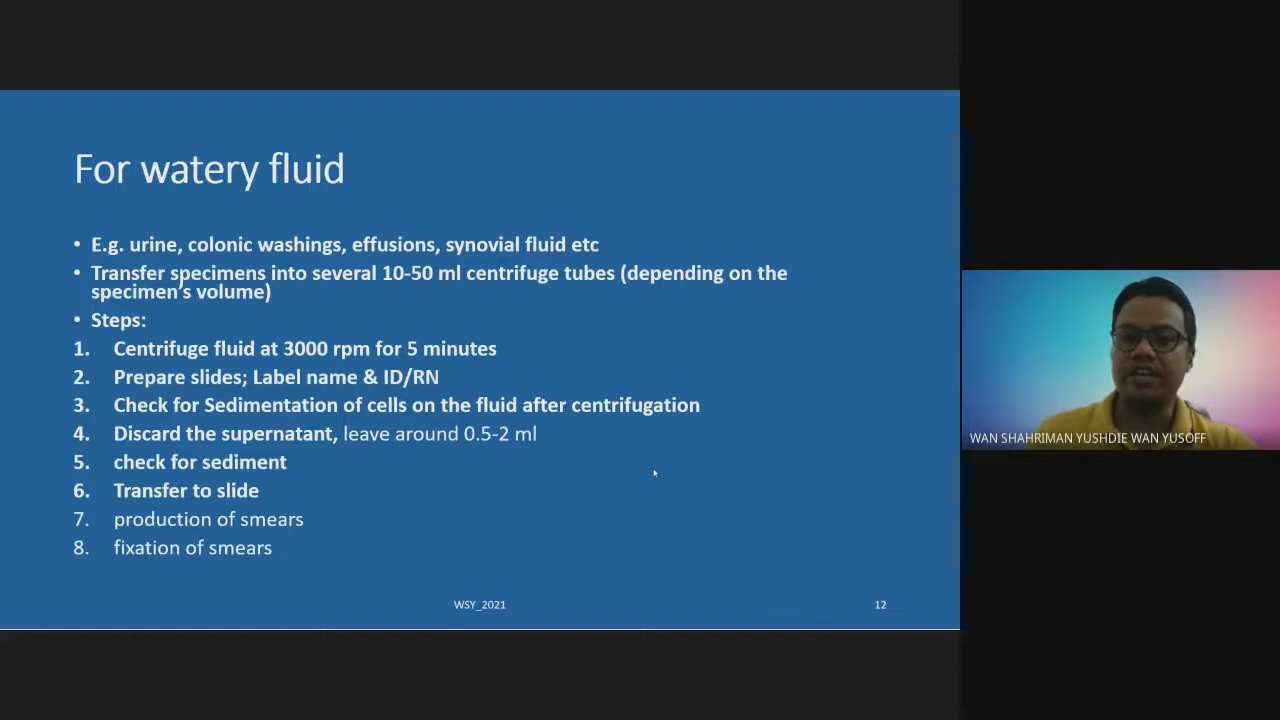 For watery fluid
• E.g. urine, colonic washings, effusions, synovial fluid etc
• Transfer specimens into several 10-50 ml centrifuge tubes (depending on the
specimen's volume)
• Steps:
1. Centrifuge fluid at 3000 rpm for 5 minutes
2. Prepare slides; Label name & ID/RN
3. Check for Sedimentation of cells on the fluid after centrifugation
4. Discard the supernatant, leave around 0.5-2 ml
5. check for sediment
6. Transfer to slide
7. production of smears
8. fixation of smears
WSY_2021
12
WAN SHAHRIMAN YUSHDIE WAN YUSOFF